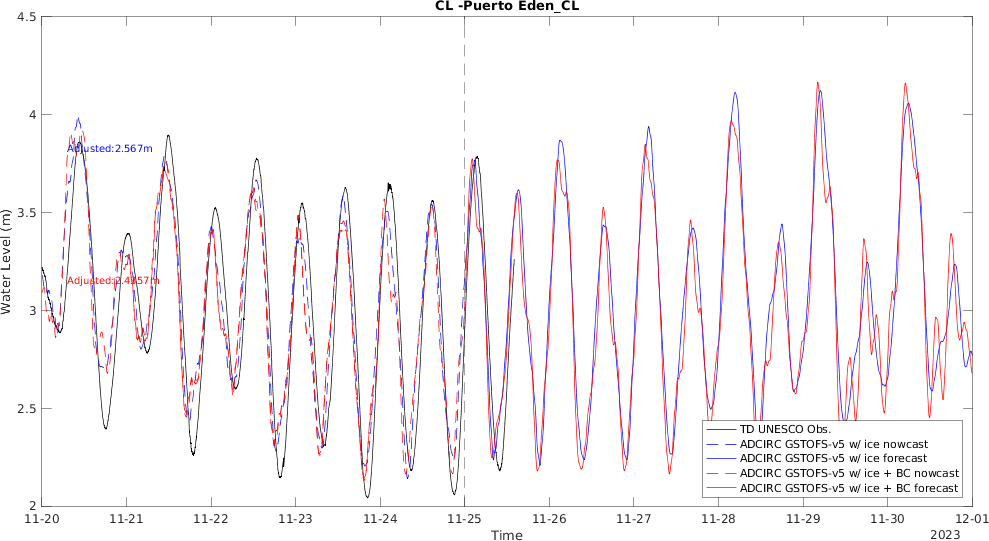 CL -Puerto Eden_CL
4.5
4
3.5
3
2.5
2
Water Level (m)
Adjusted:2.567m
Adjusted:2.4257m
TD UNESCO Obs.
ADCIRC GSTOFS-v5 w/ ice nowcast
ADCIRC GSTOFS-v5 w/ ice forecast
ADCIRC GSTOFS-v5 w/ ice + BC nowcast
ADCIRC GSTOFS-v5 w/ ice + BC forecast
11-20 11-21 11-22 11-23 11-24 11-25 11-26 11-27 11-28 11-29 11-30 12-01
Time
2023